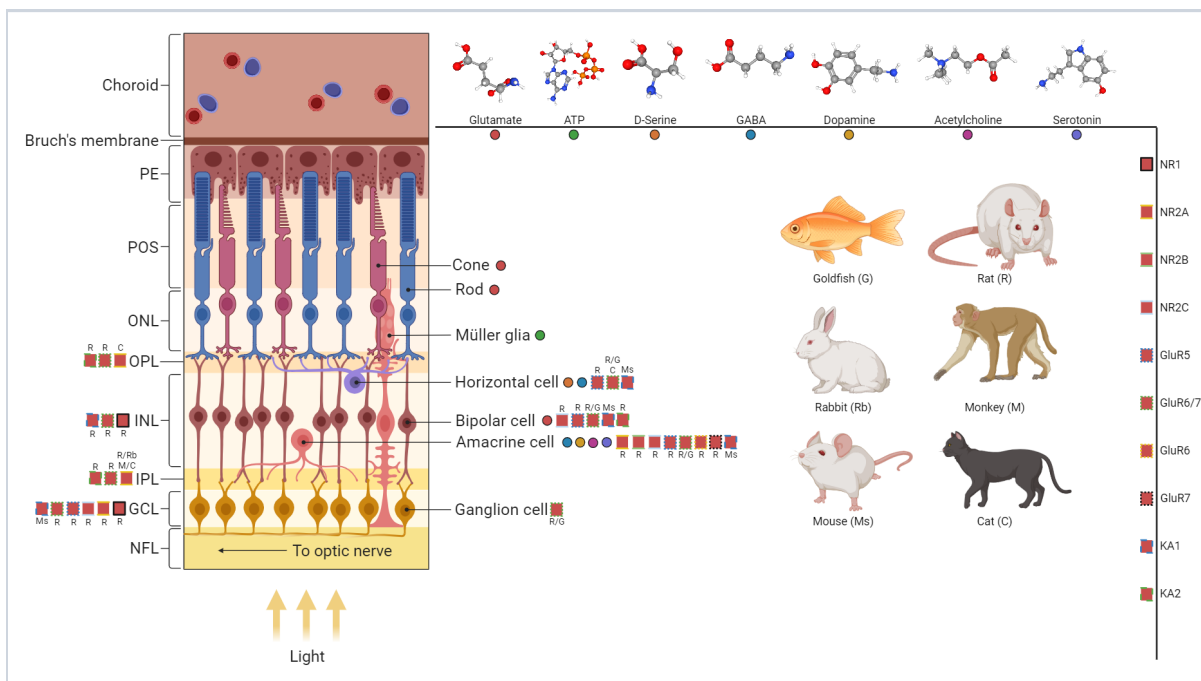 Choroid
Bruch's membrane
PE
POS
ONL
R R C
OPL
INL
R R R
R/Rb
R R M/C
IPL
GCL
Ms R R R R R
NFL
To optic nerve
Light
Glutamate
ATP
D-Serine
GABA
Dopamine
Acetylcholine
Serotonin
Cone
Rod
Müller glia
R/G
R C Ms
Horizontal cell
R R R/G Ms R
Bipolar cell
Amacrine cell
R R R R R/G R R Ms
Ganglion cell
R/G
Goldfish (G)
Rat (R)
Rabbit (Rb)
Monkey (M)
Mouse (Ms)
Cat (C)
NR1
NR2A
NR2B
NR2C
GluR5
GluR6/7
GluR6
GluR7
KA1
KA2